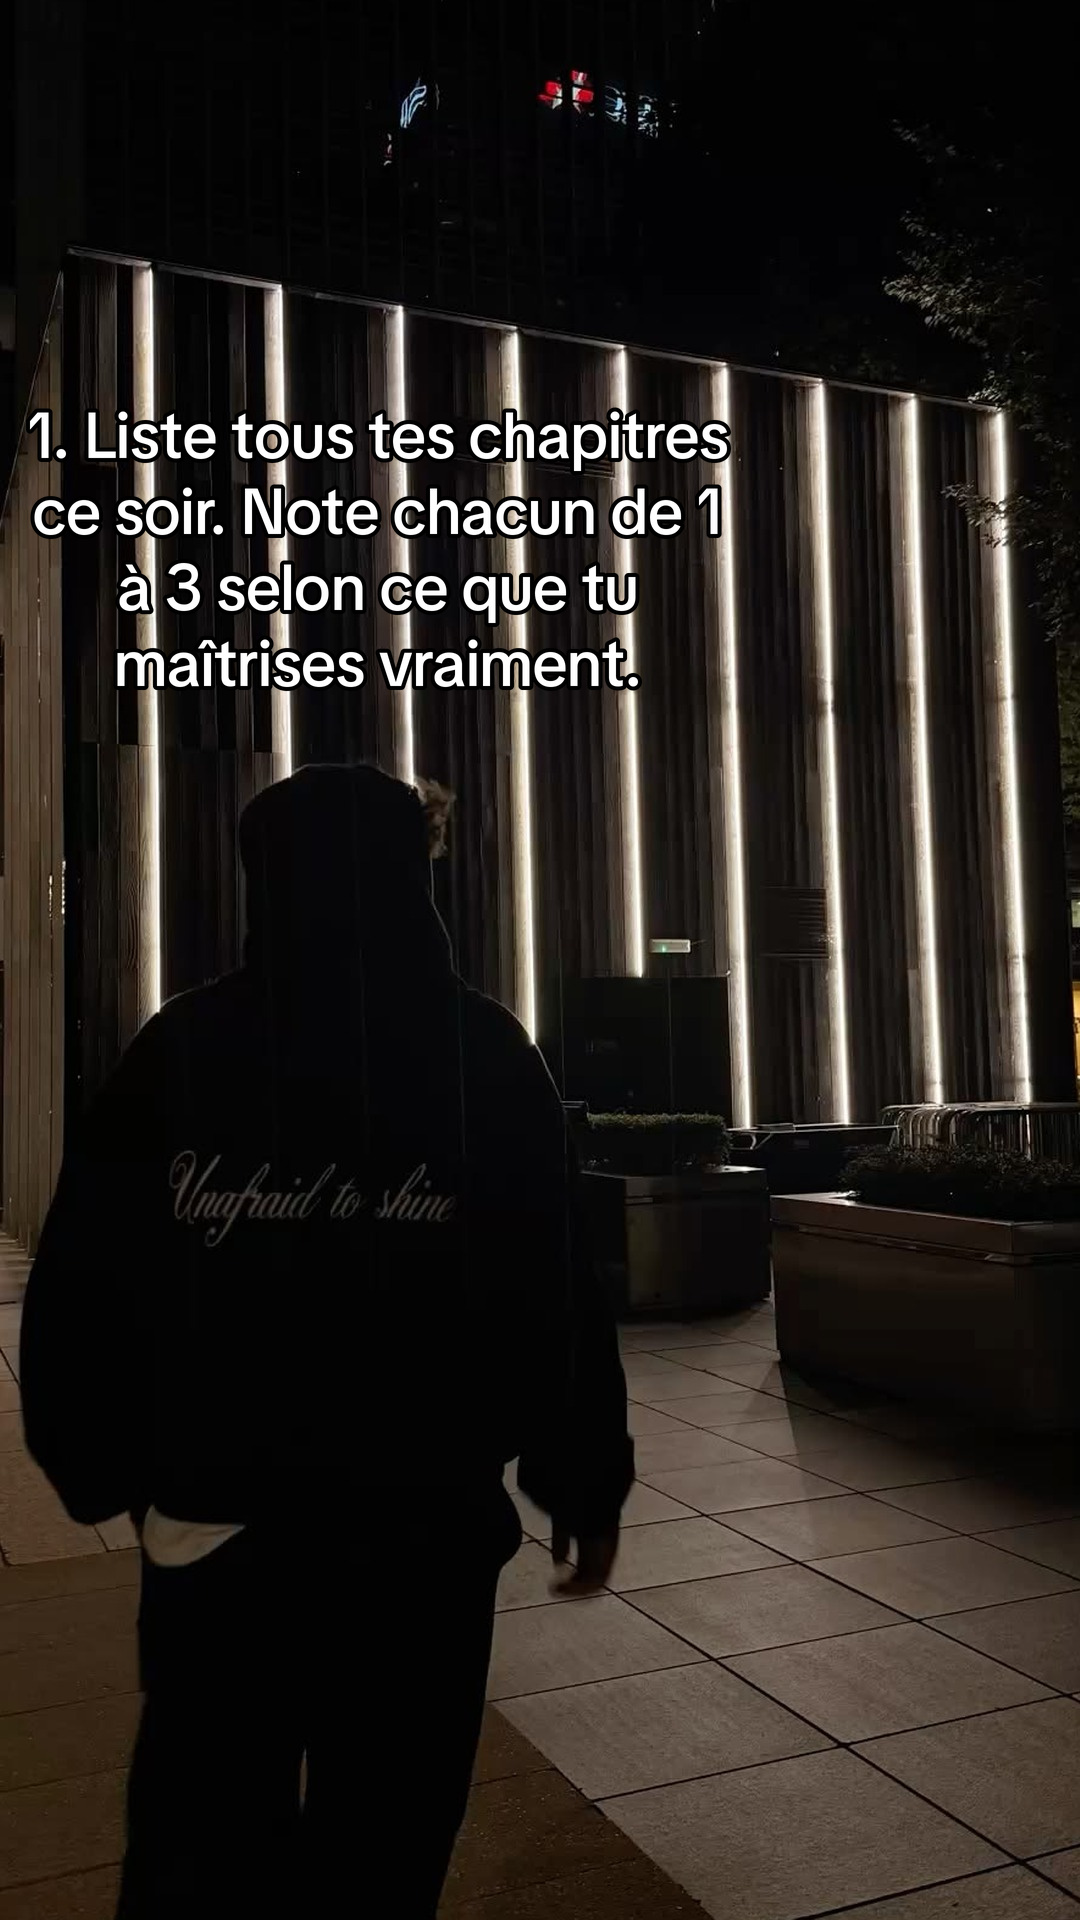 1. Liste tous tes chapitres
ce soir. Note chacun de 1
à 3 selon ce que tu
maîtrises vraiment.
Unafraid to shine